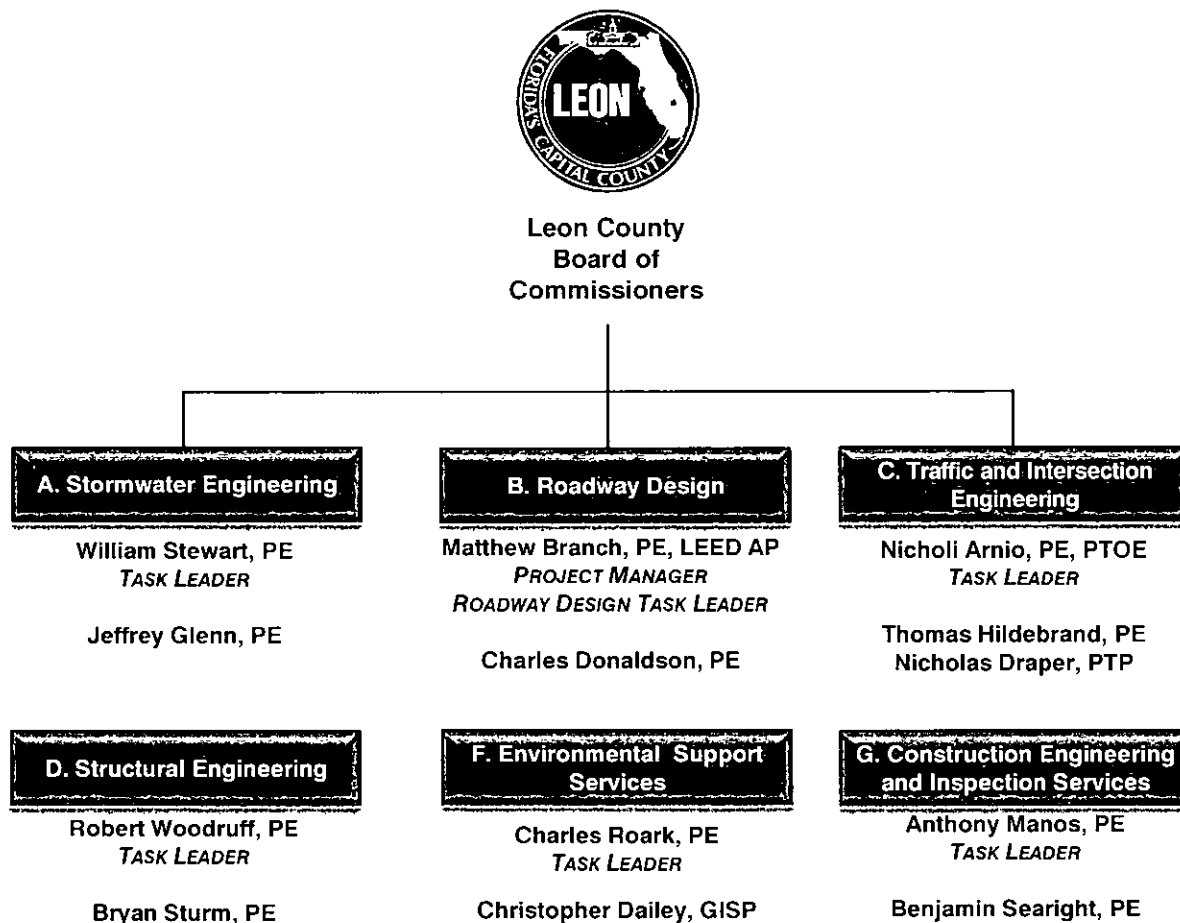 FLORIDA'S CAPITAL COUNTY
LEON
Leon County
Board of
Commissioners
A. Stormwater Engineering
William Stewart, PE
TASK LEADER
Jeffrey Glenn, PE
B. Roadway Design
Matthew Branch, PE, LEED AP
PROJECT MANAGER
ROADWAY DESIGN TASK LEADER
Charles Donaldson, PE
C. Traffic and Intersection
Engineering
Nicholi Arnio, PE, PTOE
TASK LEADER
Thomas Hildebrand, PE
Nicholas Draper, PTP
D. Structural Engineering
Robert Woodruff, PE
TASK LEADER
Bryan Sturm, PE
F. Environmental Support
Services
Charles Roark, PE
TASK LEADER
Christopher Dailey, GISP
G. Construction Engineering
and Inspection Services
Anthony Manos, PE
TASK LEADER
Benjamin Searight, PE